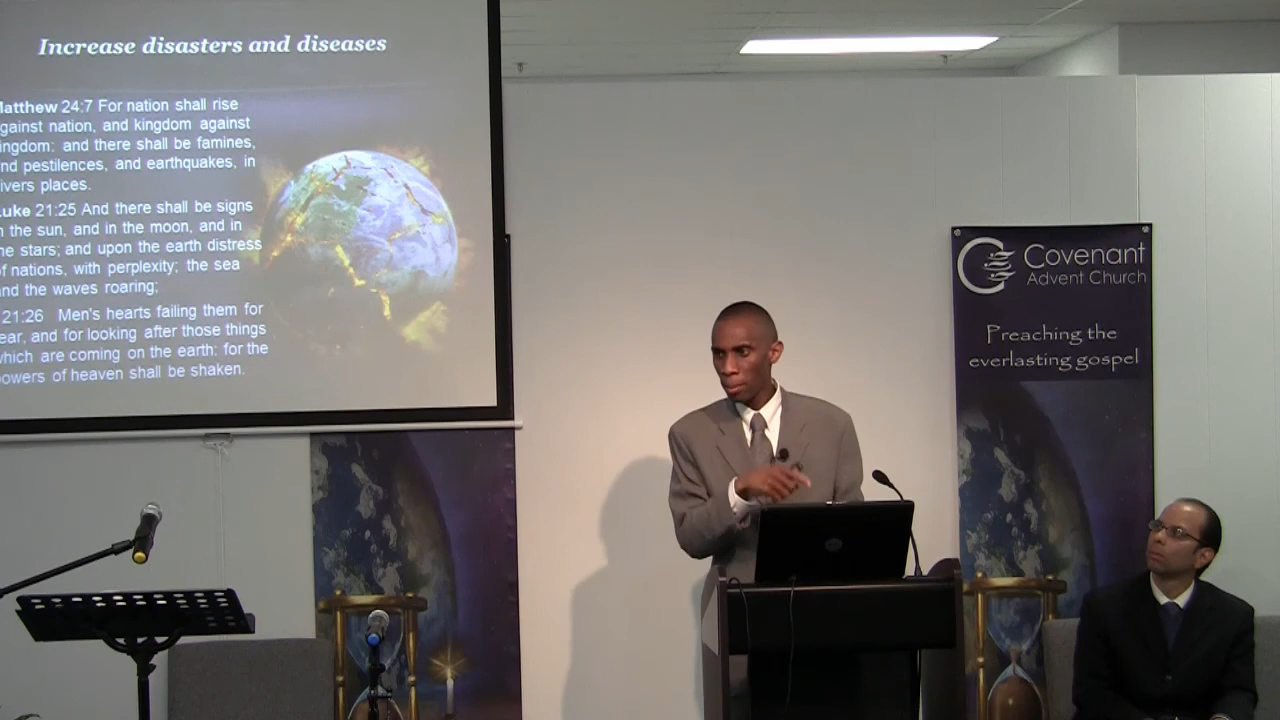 Increase disasters and diseases
Matthew 24:7 For nation shall rise
against nation, and kingdom against
kingdom: and there shall be famines,
and pestilences, and earthquakes, in
divers places.
Luke 21:25 And there shall be signs
in the sun, and in the moon, and in
the stars; and upon the earth distress
of nations, with perplexity; the sea
and the waves roaring;
21:26 Men's hearts failing them for
fear, and for looking after those things
which are coming on the earth: for the
powers of heaven shall be shaken.
Covenant
Advent Church
Preaching the
everlasting gospel